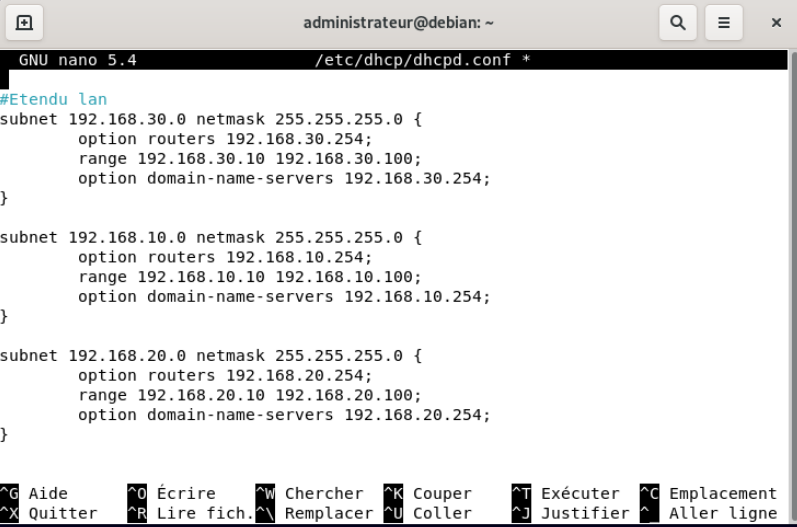 administrateur@debian: ~
GNU nano 5.4 /etc/dhcp/dhcpd.conf *
#Etendu lan
subnet 192.168.30.0 netmask 255.255.255.0 {
option routers 192.168.30.254;
range 192.168.30.10 192.168.30.100;
option domain-name-servers 192.168.30.254;
}
subnet 192.168.10.0 netmask 255.255.255.0 {
option routers 192.168.10.254;
range 192.168.10.10 192.168.10.100;
option domain-name-servers 192.168.10.254;
}
subnet 192.168.20.0 netmask 255.255.255.0 {
option routers 192.168.20.254;
range 192.168.20.10 192.168.20.100;
option domain-name-servers 192.168.20.254;
}
^G Aide ^O Écrire ^W Chercher ^K Couper ^T Exécuter ^C Emplacement
^X Quitter ^R Lire fich. ^\ Remplacer ^U Coller ^J Justifier ^ Aller ligne